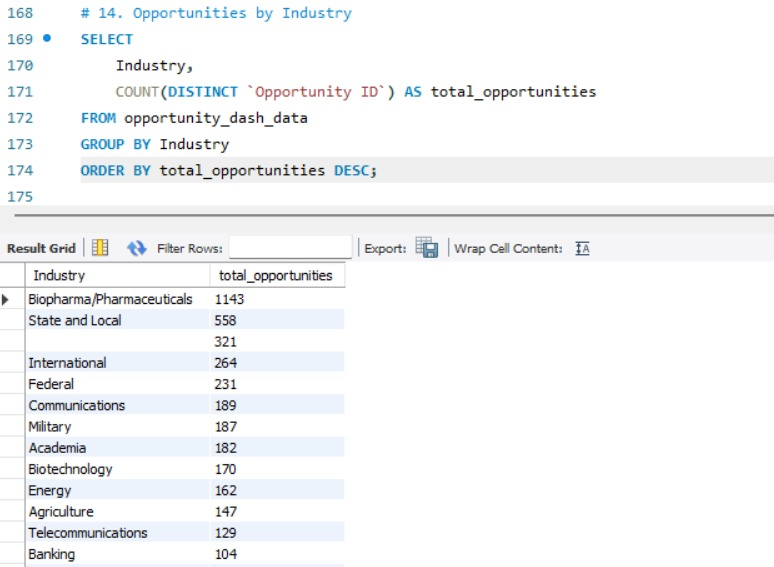 168 # 14. Opportunities by Industry
169 SELECT
170 Industry,
171 COUNT(DISTINCT `Opportunity ID`) AS total_opportunities
172 FROM opportunity_dash_data
173 GROUP BY Industry
174 ORDER BY total_opportunities DESC;
175
Result Grid Filter Rows: Export: Wrap Cell Content: IA
Industry total_opportunities
Biopharma/Pharmaceuticals 1143
State and Local 558
321
International 264
Federal 231
Communications 189
Military 187
Academia 182
Biotechnology 170
Energy 162
Agriculture 147
Telecommunications 129
Banking 104